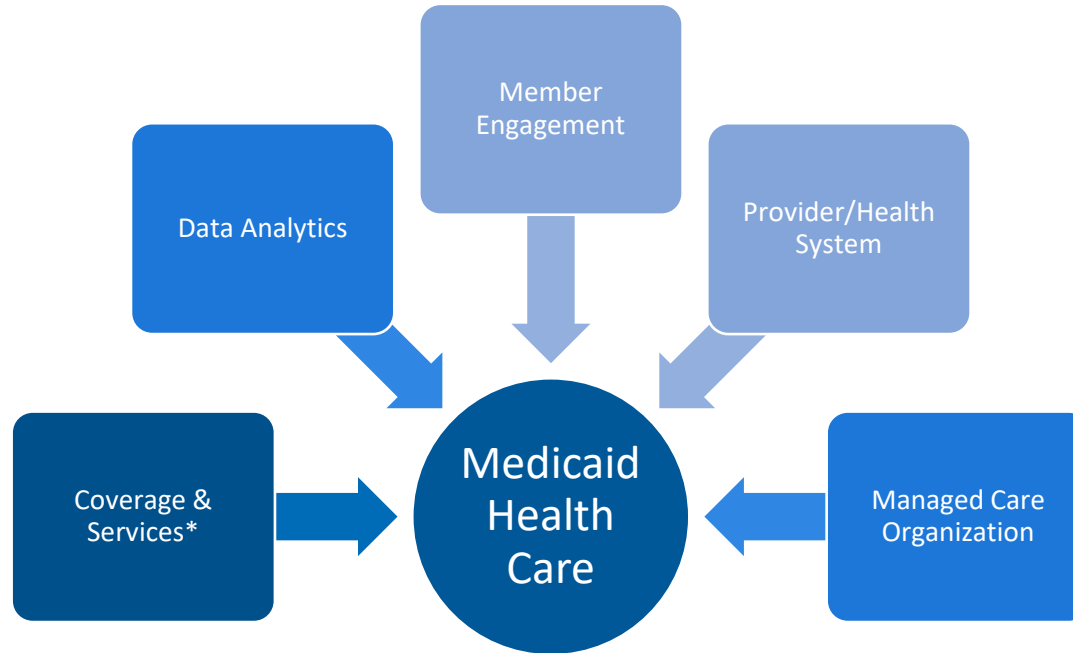 Member
Engagement
Data Analytics
Provider/Health
System
Coverage &
Services*
Medicaid
Health
Care
Managed Care
Organization